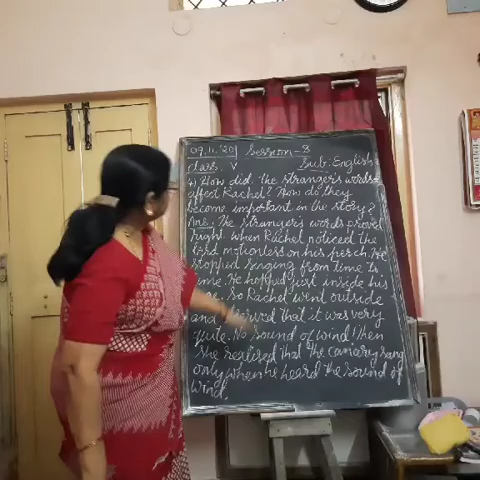 09.11.'20 Session-8
Class. V Sub: English
4) How did the stranger's words
effect Rachel? How do they
become important in the story?
Ans. The stranger's words proved
right when Rachel noticed the
bird motionless on his perch. He
stopped singing from time to
time. He hopped just inside his
So Rachel went outside
and that it was very
quite. No sound of wind! Then
She realised that the canary sang
only when he heard the sound of
wind.